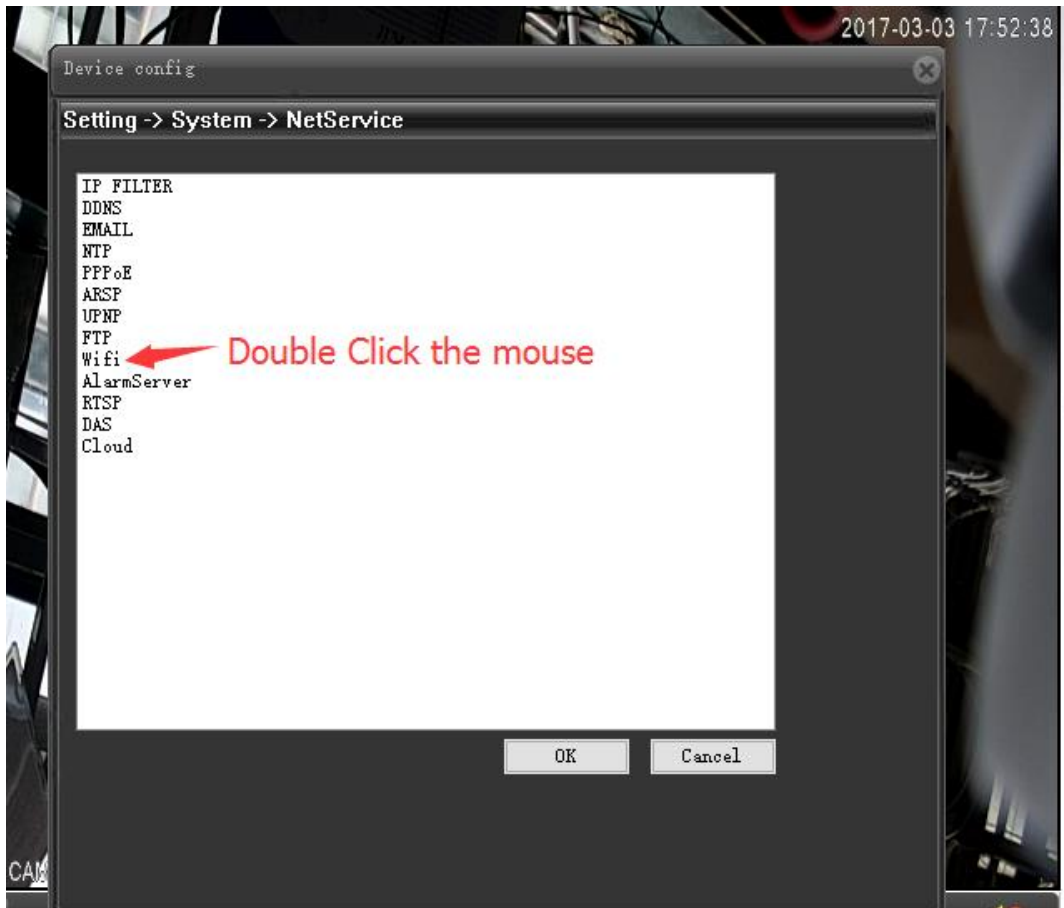 2017-03-03 17:52:38
Device config
Setting -> System -> NetService
IP FILTER
DDNS
EMAIL
NTP
PPPoE
ARSP
UPNP
FTP
Wifi
Double Click the mouse
AlarmServer
RTSP
DAS
Cloud
OK
Cancel